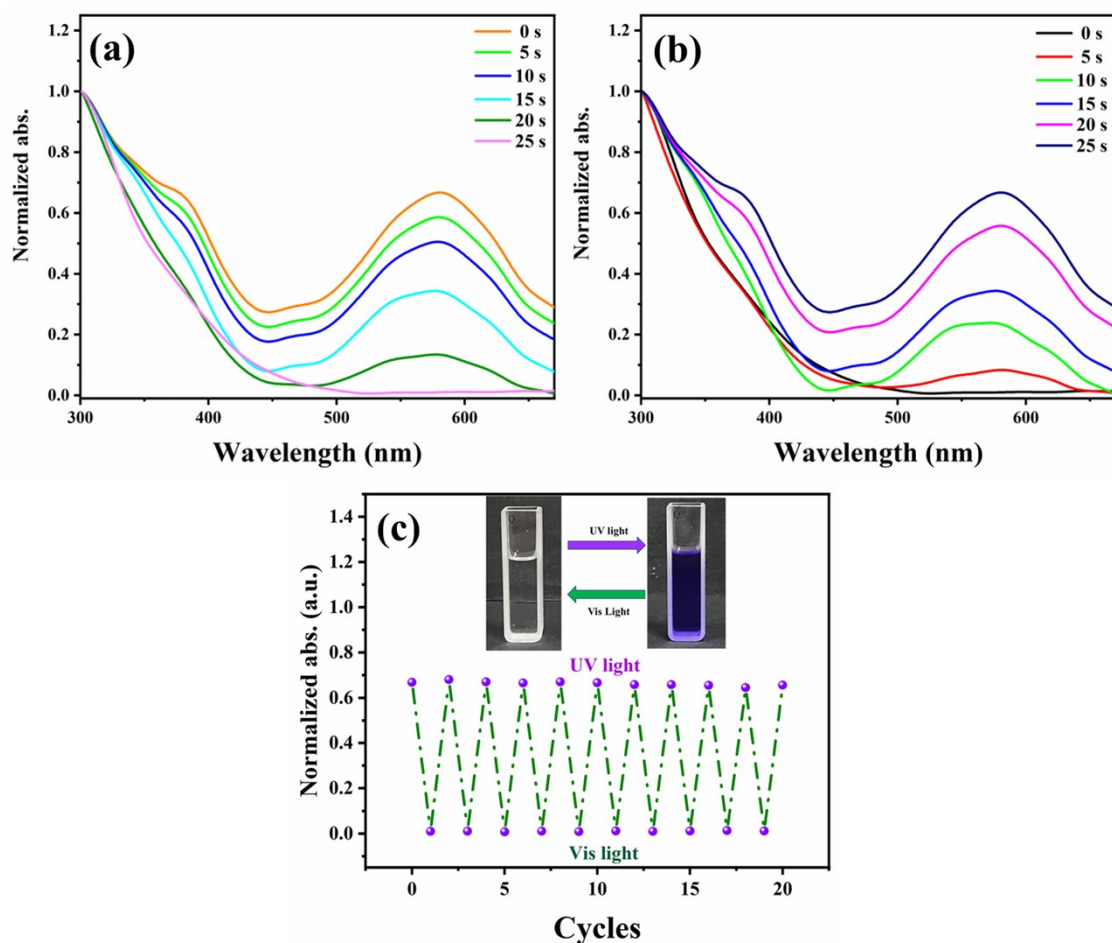 (a)
0 s
5 s
10 s
15 s
20 s
25 s
1.2
1.0
0.8
0.6
0.4
0.2
0.0
Normalized abs.
300
400
500
600
Wavelength (nm)
(b)
0 s
5 s
10 s
15 s
20 s
25 s
1.2
1.0
0.8
0.6
0.4
0.2
0.0
Normalized abs.
300
400
500
600
Wavelength (nm)
(c)
UV light
Vis Light
1.4
1.2
1.0
0.8
0.6
0.4
0.2
0.0
Normalized abs. (a.u.)
UV light
Vis light
0
5
10
15
20
Cycles